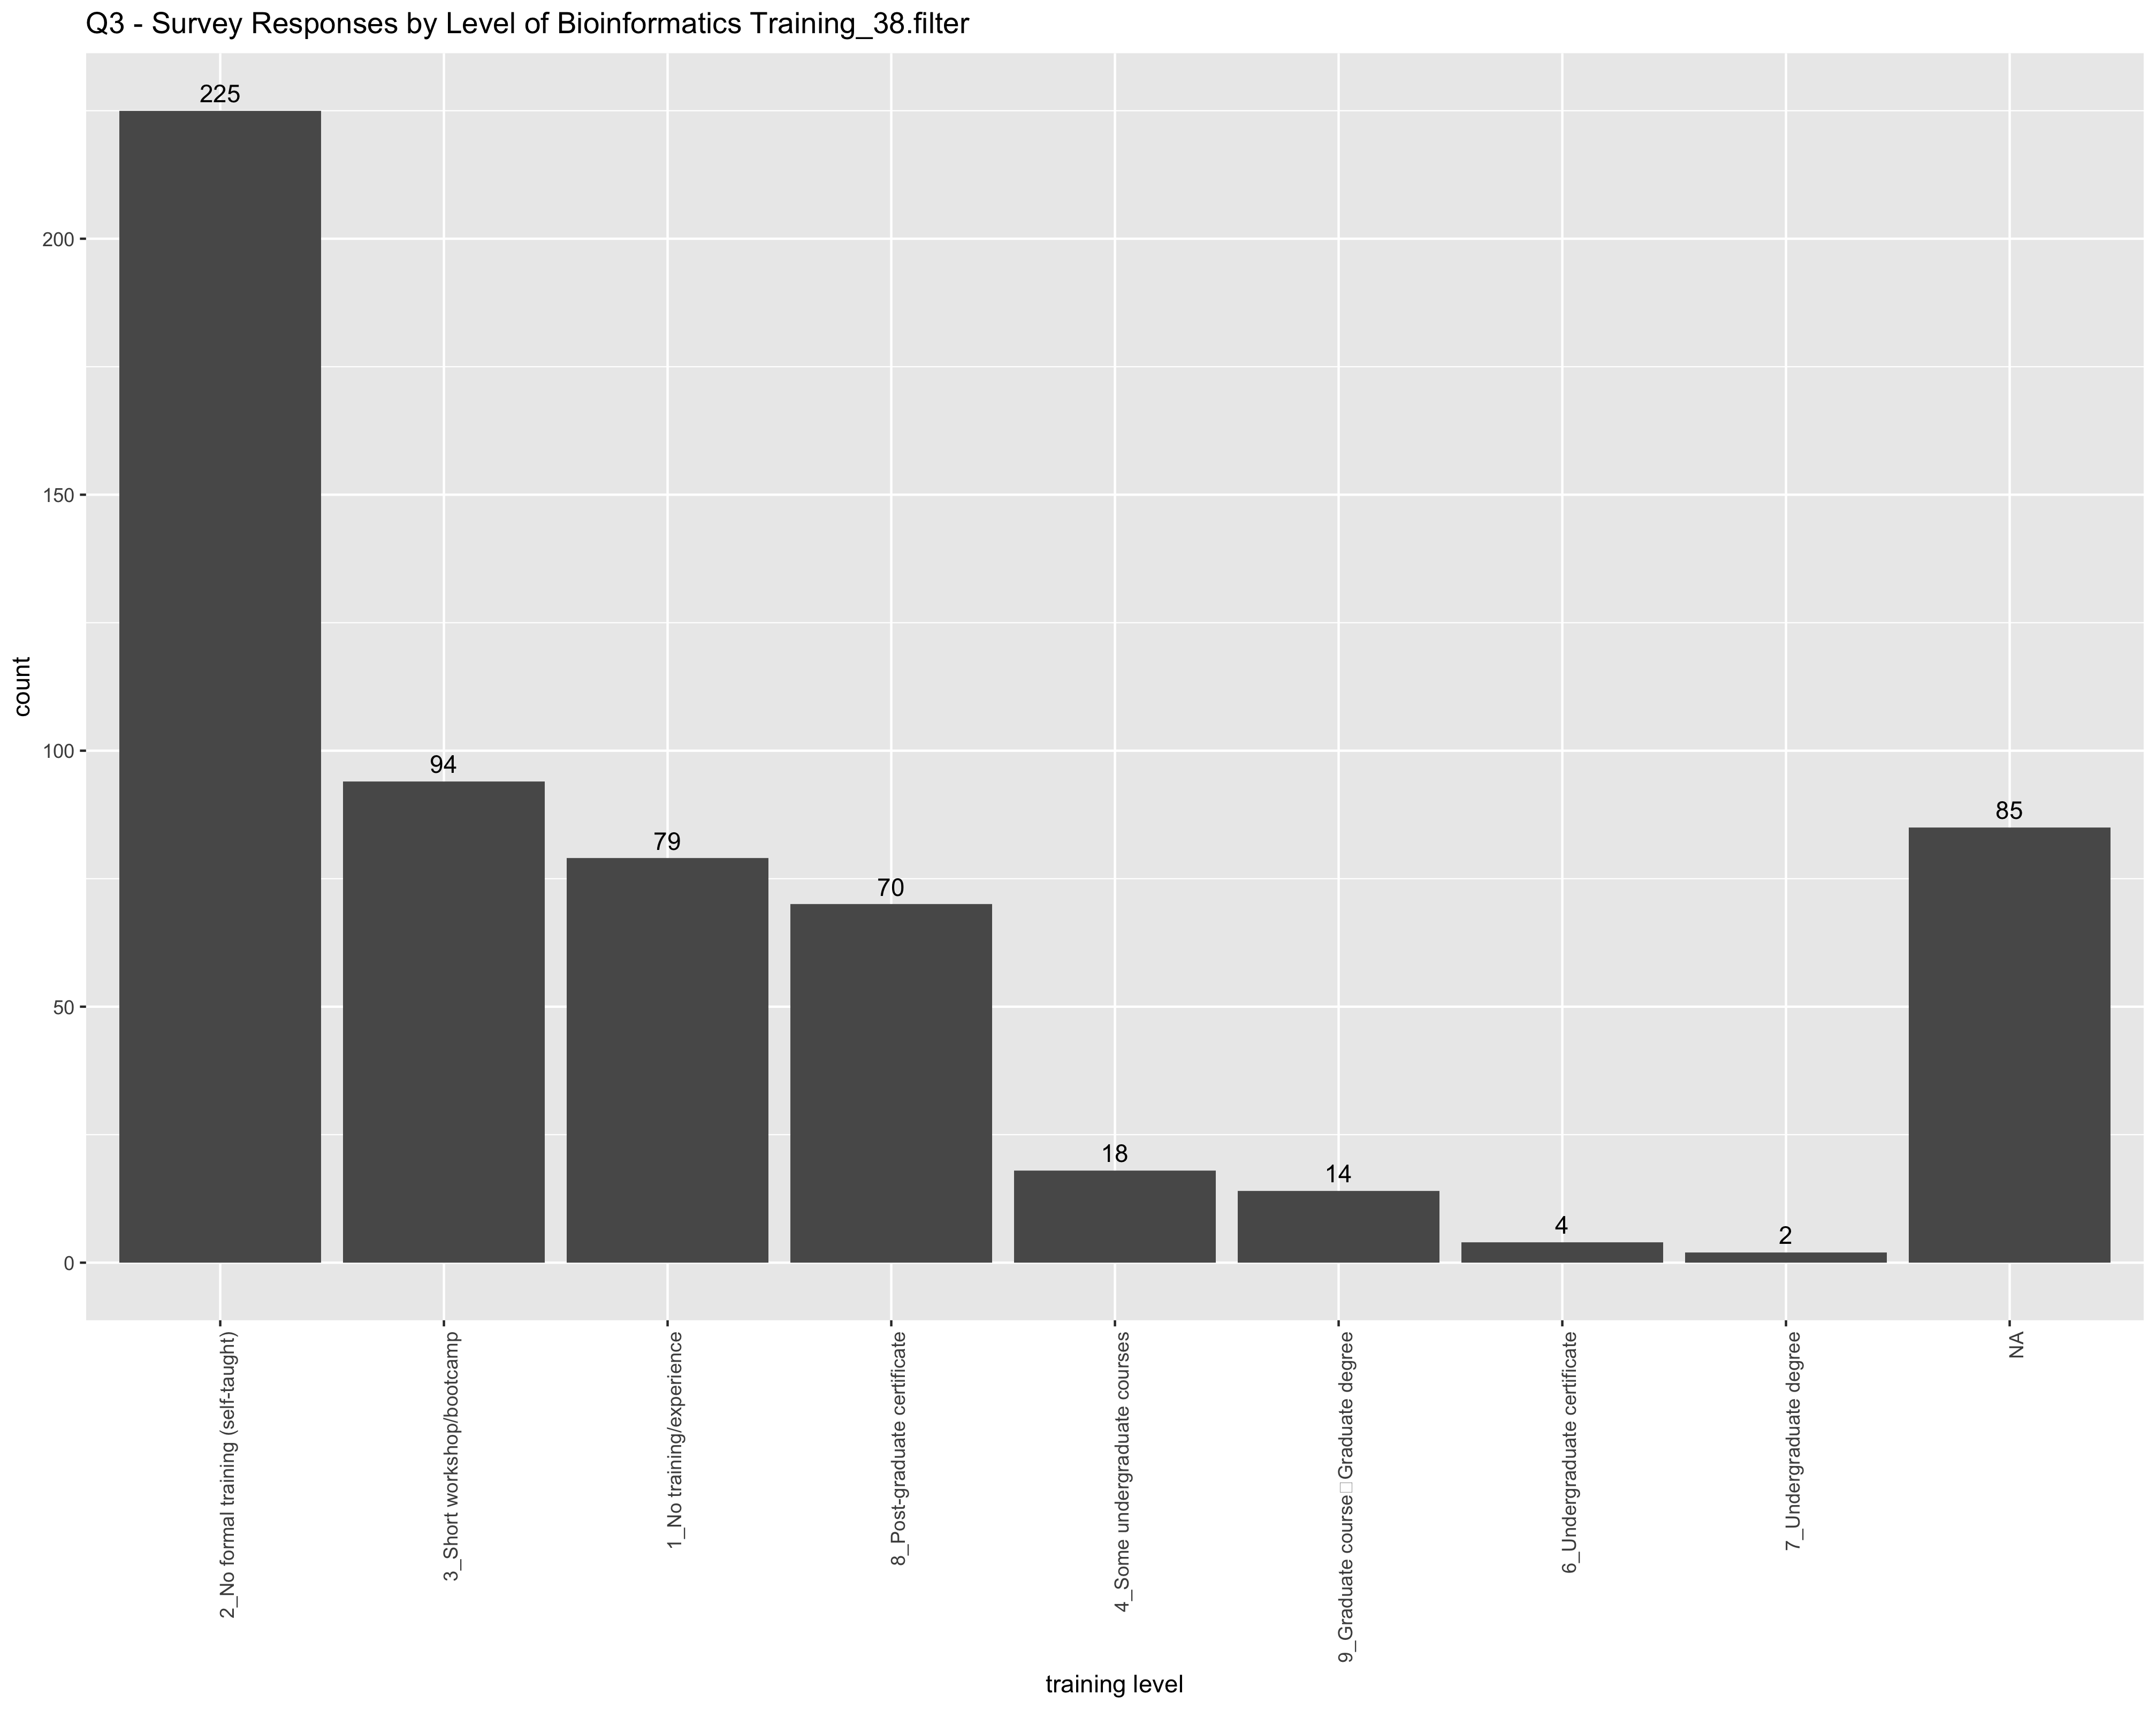 Q3 - Survey Responses by Level of Bioinformatics Training_38.filter
225
94
79
70
18
14
4
2
85
200
150
100
50
0
count
2_No formal training (self-taught)
3_Short workshop/bootcamp
1_No training/experience
8_Post-graduate certificate
4_Some undergraduate courses
9_Graduate course□Graduate degree
6_Undergraduate certificate
7_Undergraduate degree
NA
training level